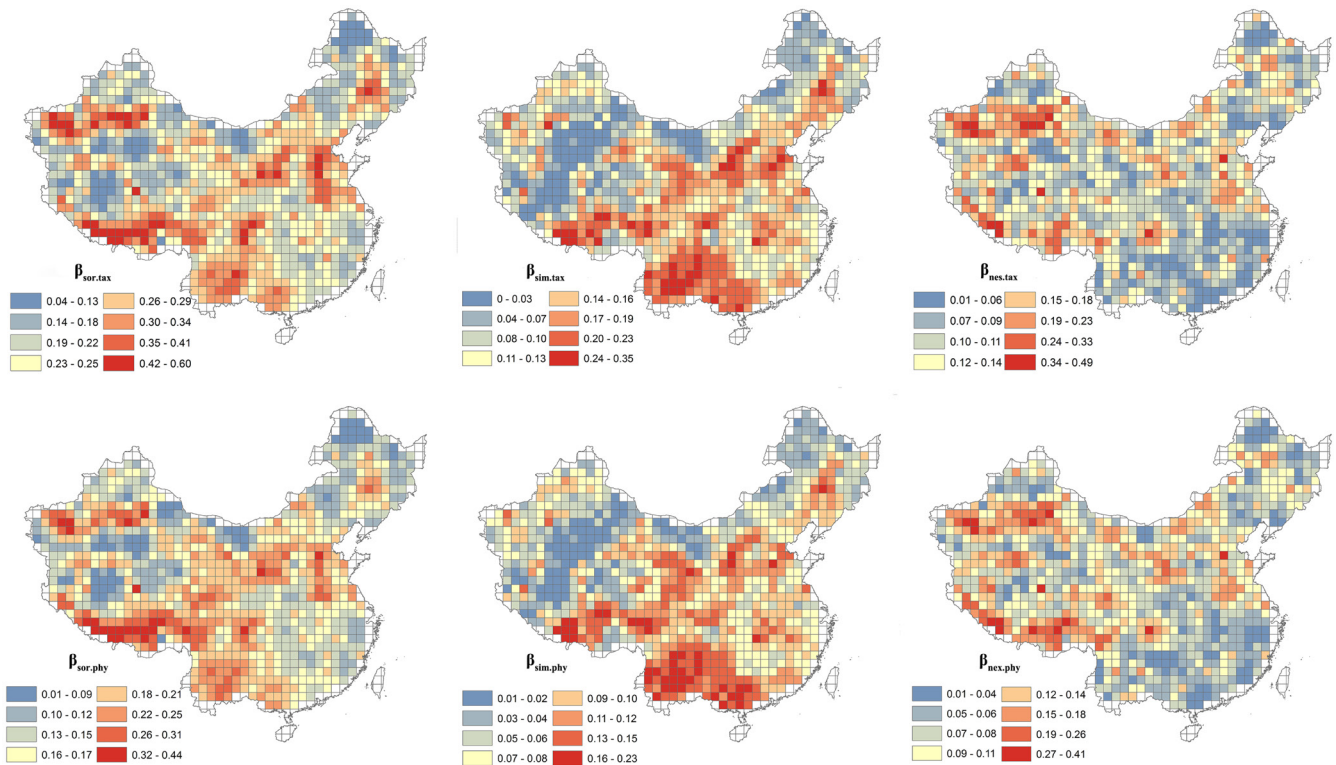 βsor.tax
0.04 - 0.13 0.26 - 0.29
0.14 - 0.18 0.30 - 0.34
0.19 - 0.22 0.35 - 0.41
0.23 - 0.25 0.42 - 0.60
βsim.tax
0 - 0.03 0.14 - 0.16
0.04 - 0.07 0.17 - 0.19
0.08 - 0.10 0.20 - 0.23
0.11 - 0.13 0.24 - 0.35
βnes.tax
0.01 - 0.06 0.15 - 0.18
0.07 - 0.09 0.19 - 0.23
0.10 - 0.11 0.24 - 0.33
0.12 - 0.14 0.34 - 0.49
βsor.phy
0.01 - 0.09 0.18 - 0.21
0.10 - 0.12 0.22 - 0.25
0.13 - 0.15 0.26 - 0.31
0.16 - 0.17 0.32 - 0.44
βsim.phy
0.01 - 0.02 0.09 - 0.10
0.03 - 0.04 0.11 - 0.12
0.05 - 0.06 0.13 - 0.15
0.07 - 0.08 0.16 - 0.23
βnex.phy
0.01 - 0.04 0.12 - 0.14
0.05 - 0.06 0.15 - 0.18
0.07 - 0.08 0.19 - 0.26
0.09 - 0.11 0.27 - 0.41